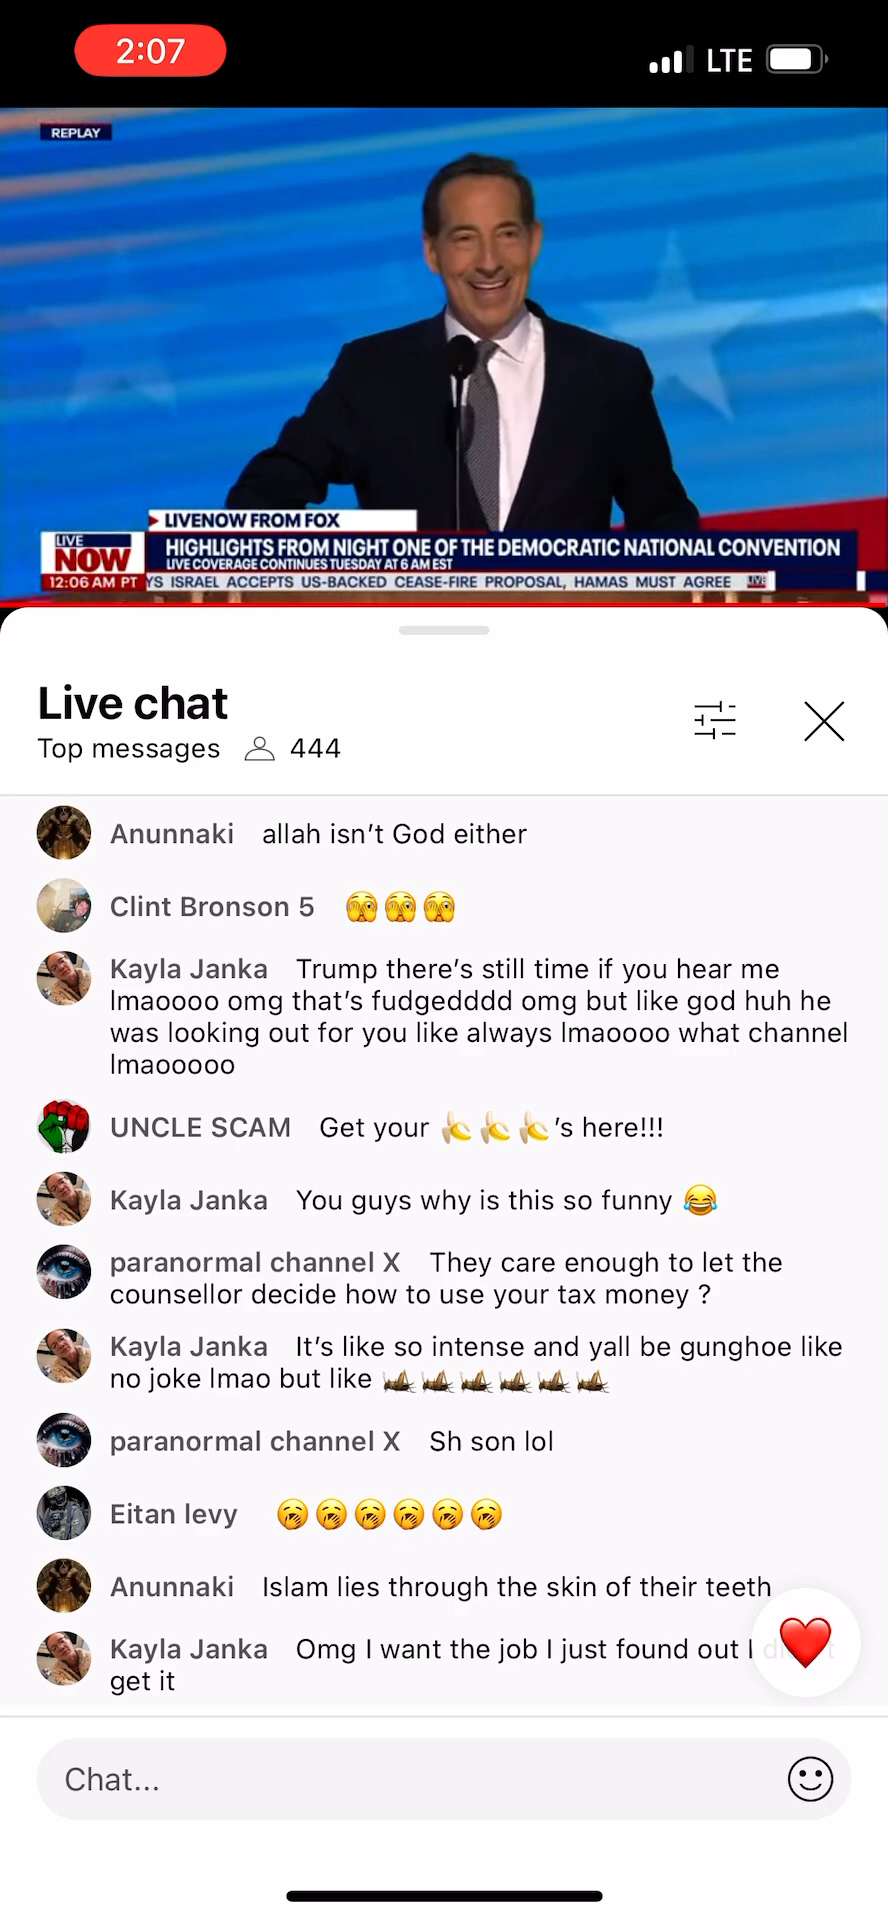 2:07
LTE
REPLAY
LIVENOW FROM FOX
LIVE
NOW
HIGHLIGHTS FROM NIGHT ONE OF THE DEMOCRATIC NATIONAL CONVENTION
LIVE COVERAGE CONTINUES TUESDAY AT 6 AM EST
12:06 AM PT
YS ISRAEL ACCEPTS US-BACKED CEASE-FIRE PROPOSAL, HAMAS MUST AGREE LIVE
Live chat
Top messages 444
Anunnaki allah isn't God either
Clint Bronson 5 🫣🫣🫣
Kayla Janka Trump there's still time if you hear me
lmaoooo omg that's fudgedddd omg but like god huh he
was looking out for you like always lmaoooo what channel
lmaooooo
UNCLE SCAM Get your 🍌🍌🍌's here!!!
Kayla Janka You guys why is this so funny 😂
paranormal channel X They care enough to let the
counsellor decide how to use your tax money ?
Kayla Janka It's like so intense and yall be gunghoe like
no joke lmao but like 🦗🦗🦗🦗🦗🦗
paranormal channel X Sh son lol
Eitan levy 🥱🥱🥱🥱🥱🥱
Anunnaki Islam lies through the skin of their teeth
Kayla Janka Omg I want the job I just found out I
get it
Chat...